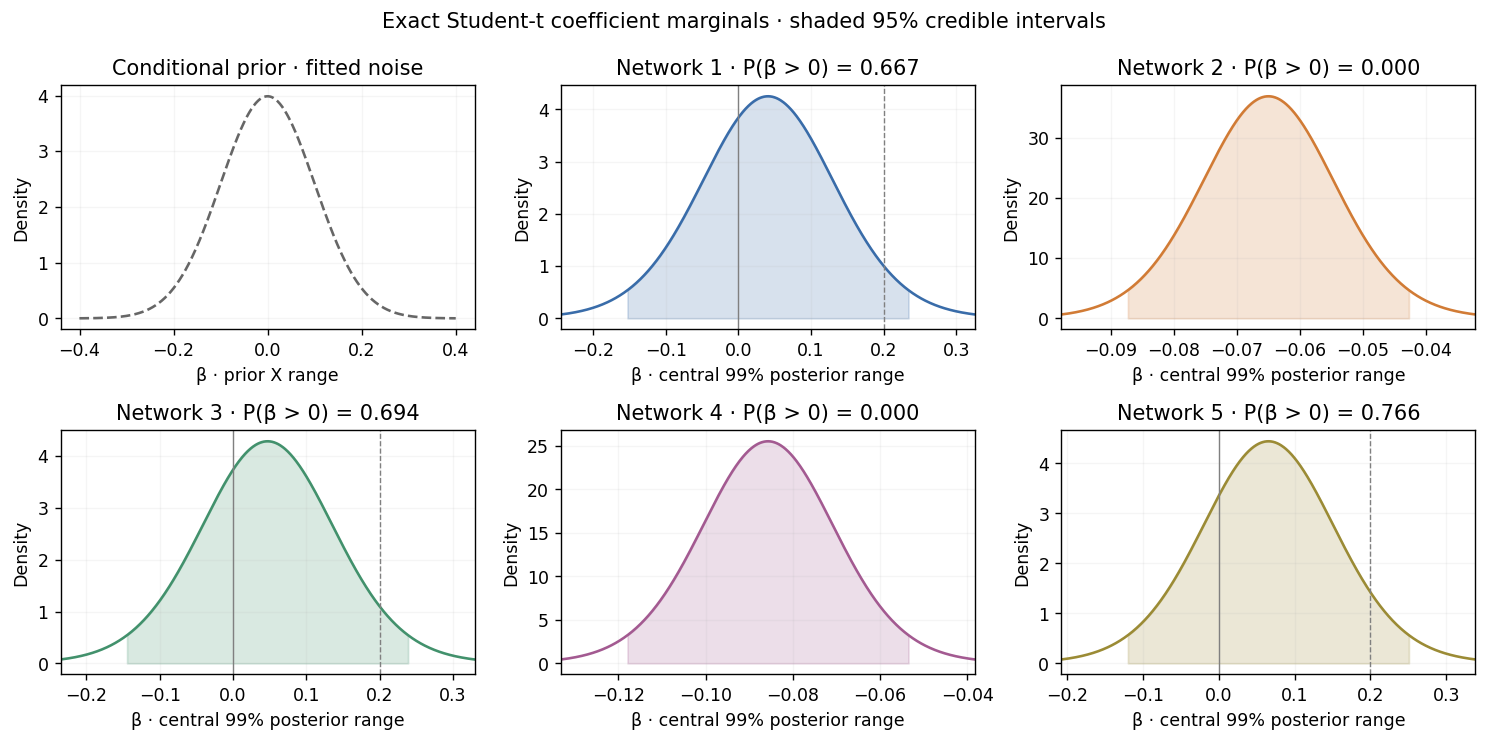 Exact Student-t coefficient marginals · shaded 95% credible intervals
Conditional prior · fitted noise
Density
4
3
2
1
0
−0.4 −0.2 0.0 0.2 0.4
β · prior X range
Network 1 · P(β > 0) = 0.667
Density
4
3
2
1
0
−0.2 −0.1 0.0 0.1 0.2 0.3
β · central 99% posterior range
Network 2 · P(β > 0) = 0.000
Density
30
20
10
0
−0.09 −0.08 −0.07 −0.06 −0.05 −0.04
β · central 99% posterior range
Network 3 · P(β > 0) = 0.694
Density
4
3
2
1
0
−0.2 −0.1 0.0 0.1 0.2 0.3
β · central 99% posterior range
Network 4 · P(β > 0) = 0.000
Density
25
20
15
10
5
0
−0.12 −0.10 −0.08 −0.06 −0.04
β · central 99% posterior range
Network 5 · P(β > 0) = 0.766
Density
4
3
2
1
0
−0.2 −0.1 0.0 0.1 0.2 0.3
β · central 99% posterior range